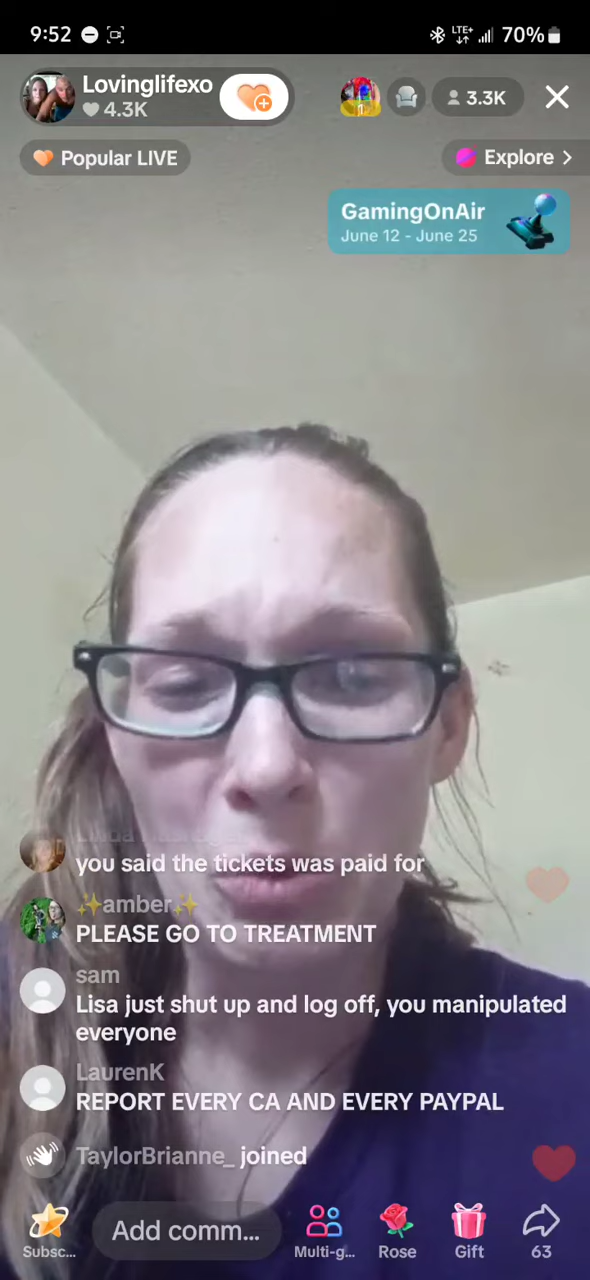 9:52
LTE+
70%
Lovinglifexo
4.3K
1
3.3K
Popular LIVE
Explore >
GamingOnAir
June 12 - June 25
you said the tickets was paid for
✨amber✨
PLEASE GO TO TREATMENT
sam
Lisa just shut up and log off, you manipulated
everyone
LaurenK
REPORT EVERY CA AND EVERY PAYPAL
TaylorBrianne_ joined
Add comm...
Subsc...
Multi-g...
Rose
Gift
63